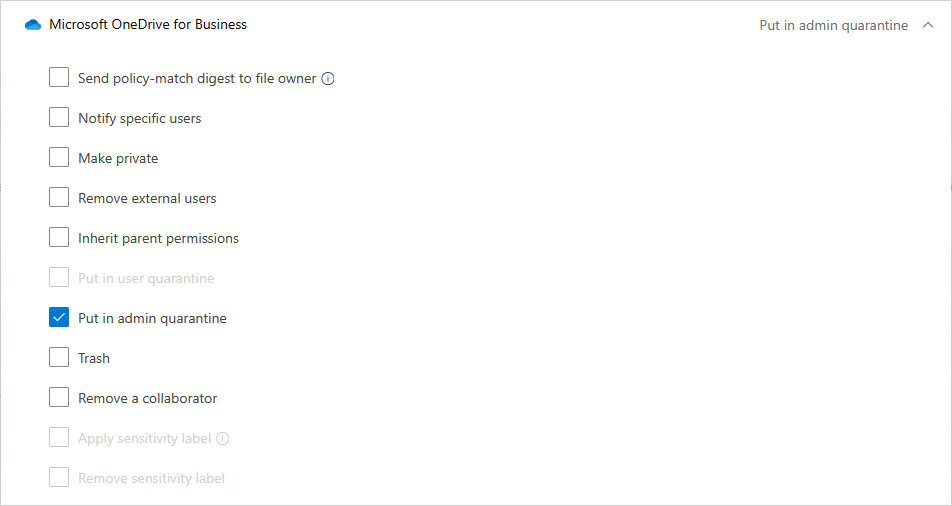 Microsoft OneDrive for Business Put in admin quarantine
Send policy-match digest to file owner
Notify specific users
Make private
Remove external users
Inherit parent permissions
Put in user quarantine
Put in admin quarantine
Trash
Remove a collaborator
Apply sensitivity label
Remove sensitivity label